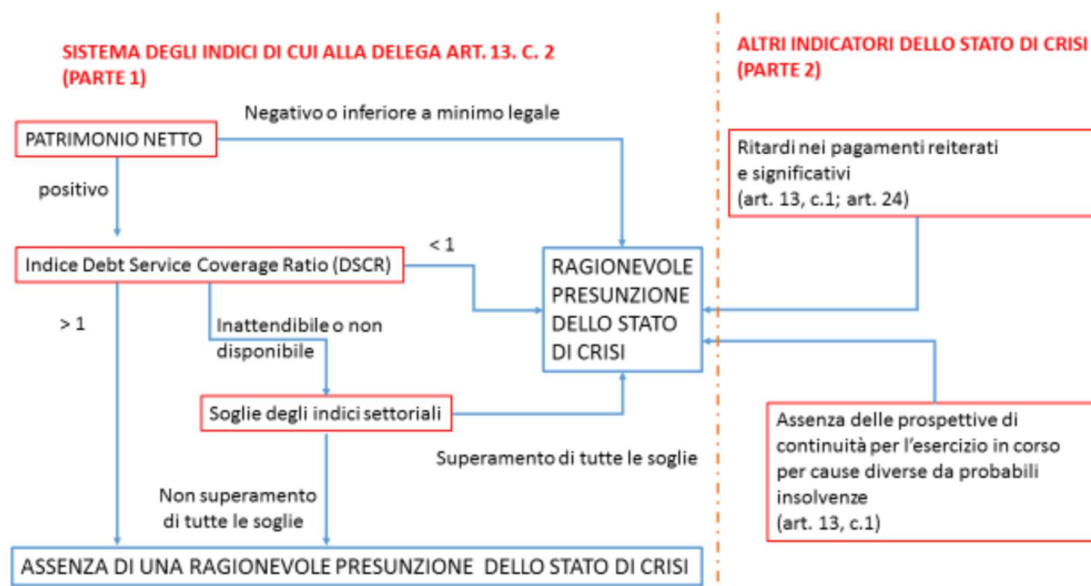 SISTEMA DEGLI INDICI DI CUI ALLA DELEGA ART. 13. C. 2
(PARTE 1)
ALTRI INDICATORI DELLO STATO DI CRISI
(PARTE 2)
Negativo o inferiore a minimo legale
PATRIMONIO NETTO
positivo
Ritardi nei pagamenti reiterati
e significativi
(art. 13, c.1; art. 24)
Indice Debt Service Coverage Ratio (DSCR)
< 1
> 1
Inattendibile o non
disponibile
RAGIONEVOLE
PRESUNZIONE
DELLO STATO
DI CRISI
Soglie degli indici settoriali
Superamento di tutte le soglie
Assenza delle prospettive di
continuità per l'esercizio in corso
per cause diverse da probabili
insolvenze
(art. 13, c.1)
Non superamento
di tutte le soglie
ASSENZA DI UNA RAGIONEVOLE PRESUNZIONE DELLO STATO DI CRISI